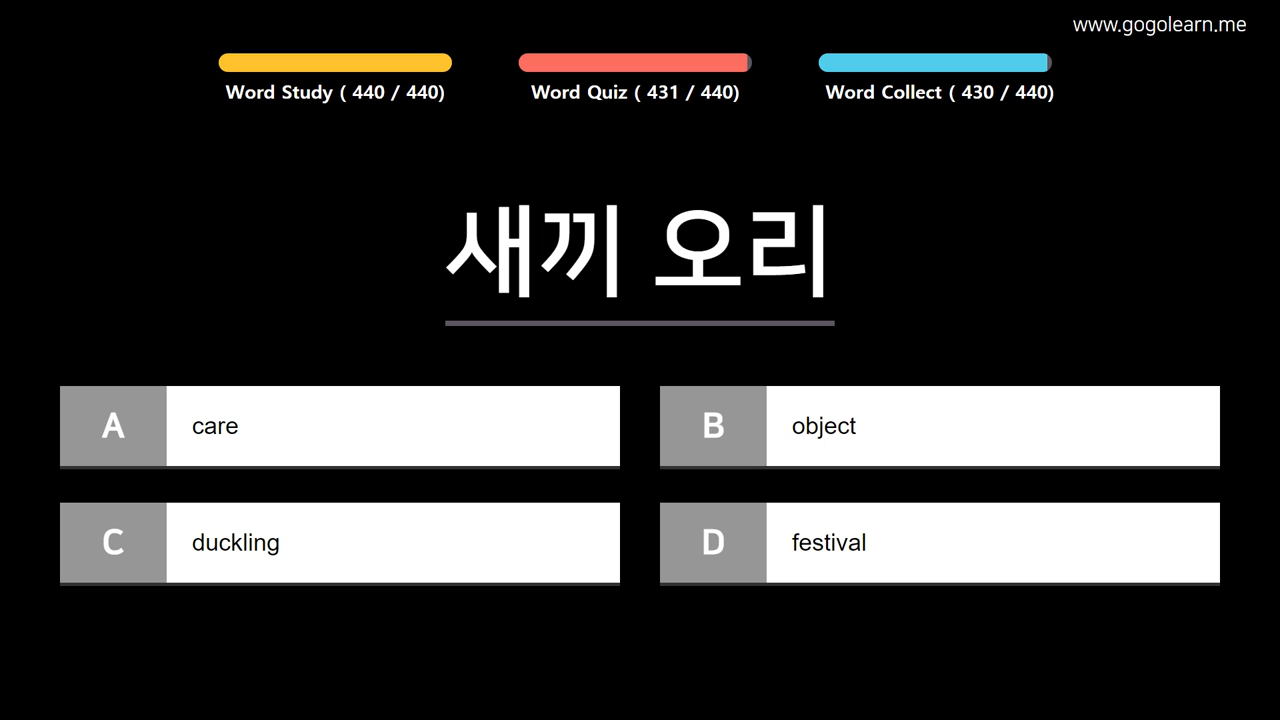 www.gogolearn.me
Word Study ( 440 / 440)
Word Quiz ( 431 / 440)
Word Collect ( 430 / 440)
새끼 오리
A care
B object
C duckling
D festival